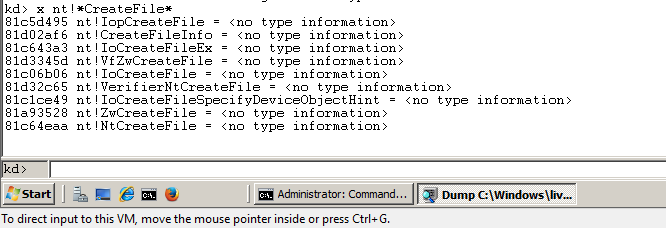 kd> x nt!*CreateFile*
81c5d495 nt!IopCreateFile = <no type information>
81d02af6 nt!CreateFileInfo = <no type information>
81c643a3 nt!IoCreateFileEx = <no type information>
81d3345d nt!VfZwCreateFile = <no type information>
81c06b06 nt!IoCreateFile = <no type information>
81d32c65 nt!VerifierNtCreateFile = <no type information>
81c1ce49 nt!IoCreateFileSpecifyDeviceObjectHint = <no type information>
81a93528 nt!ZwCreateFile = <no type information>
81c64eaa nt!NtCreateFile = <no type information>
kd>
Start
Administrator: Command...
Dump C:\Windows\liv...
To direct input to this VM, move the mouse pointer inside or press Ctrl+G.